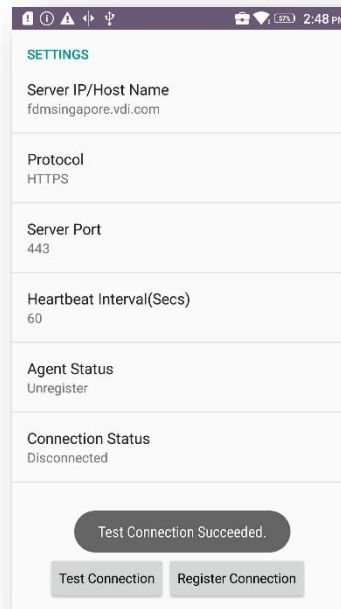 57%
2:48 PM
SETTINGS
Server IP/Host Name
fdmsingapore.vdi.com
Protocol
HTTPS
Server Port
443
Heartbeat Interval(Secs)
60
Agent Status
Unregister
Connection Status
Disconnected
Test Connection Succeeded.
Test Connection
Register Connection